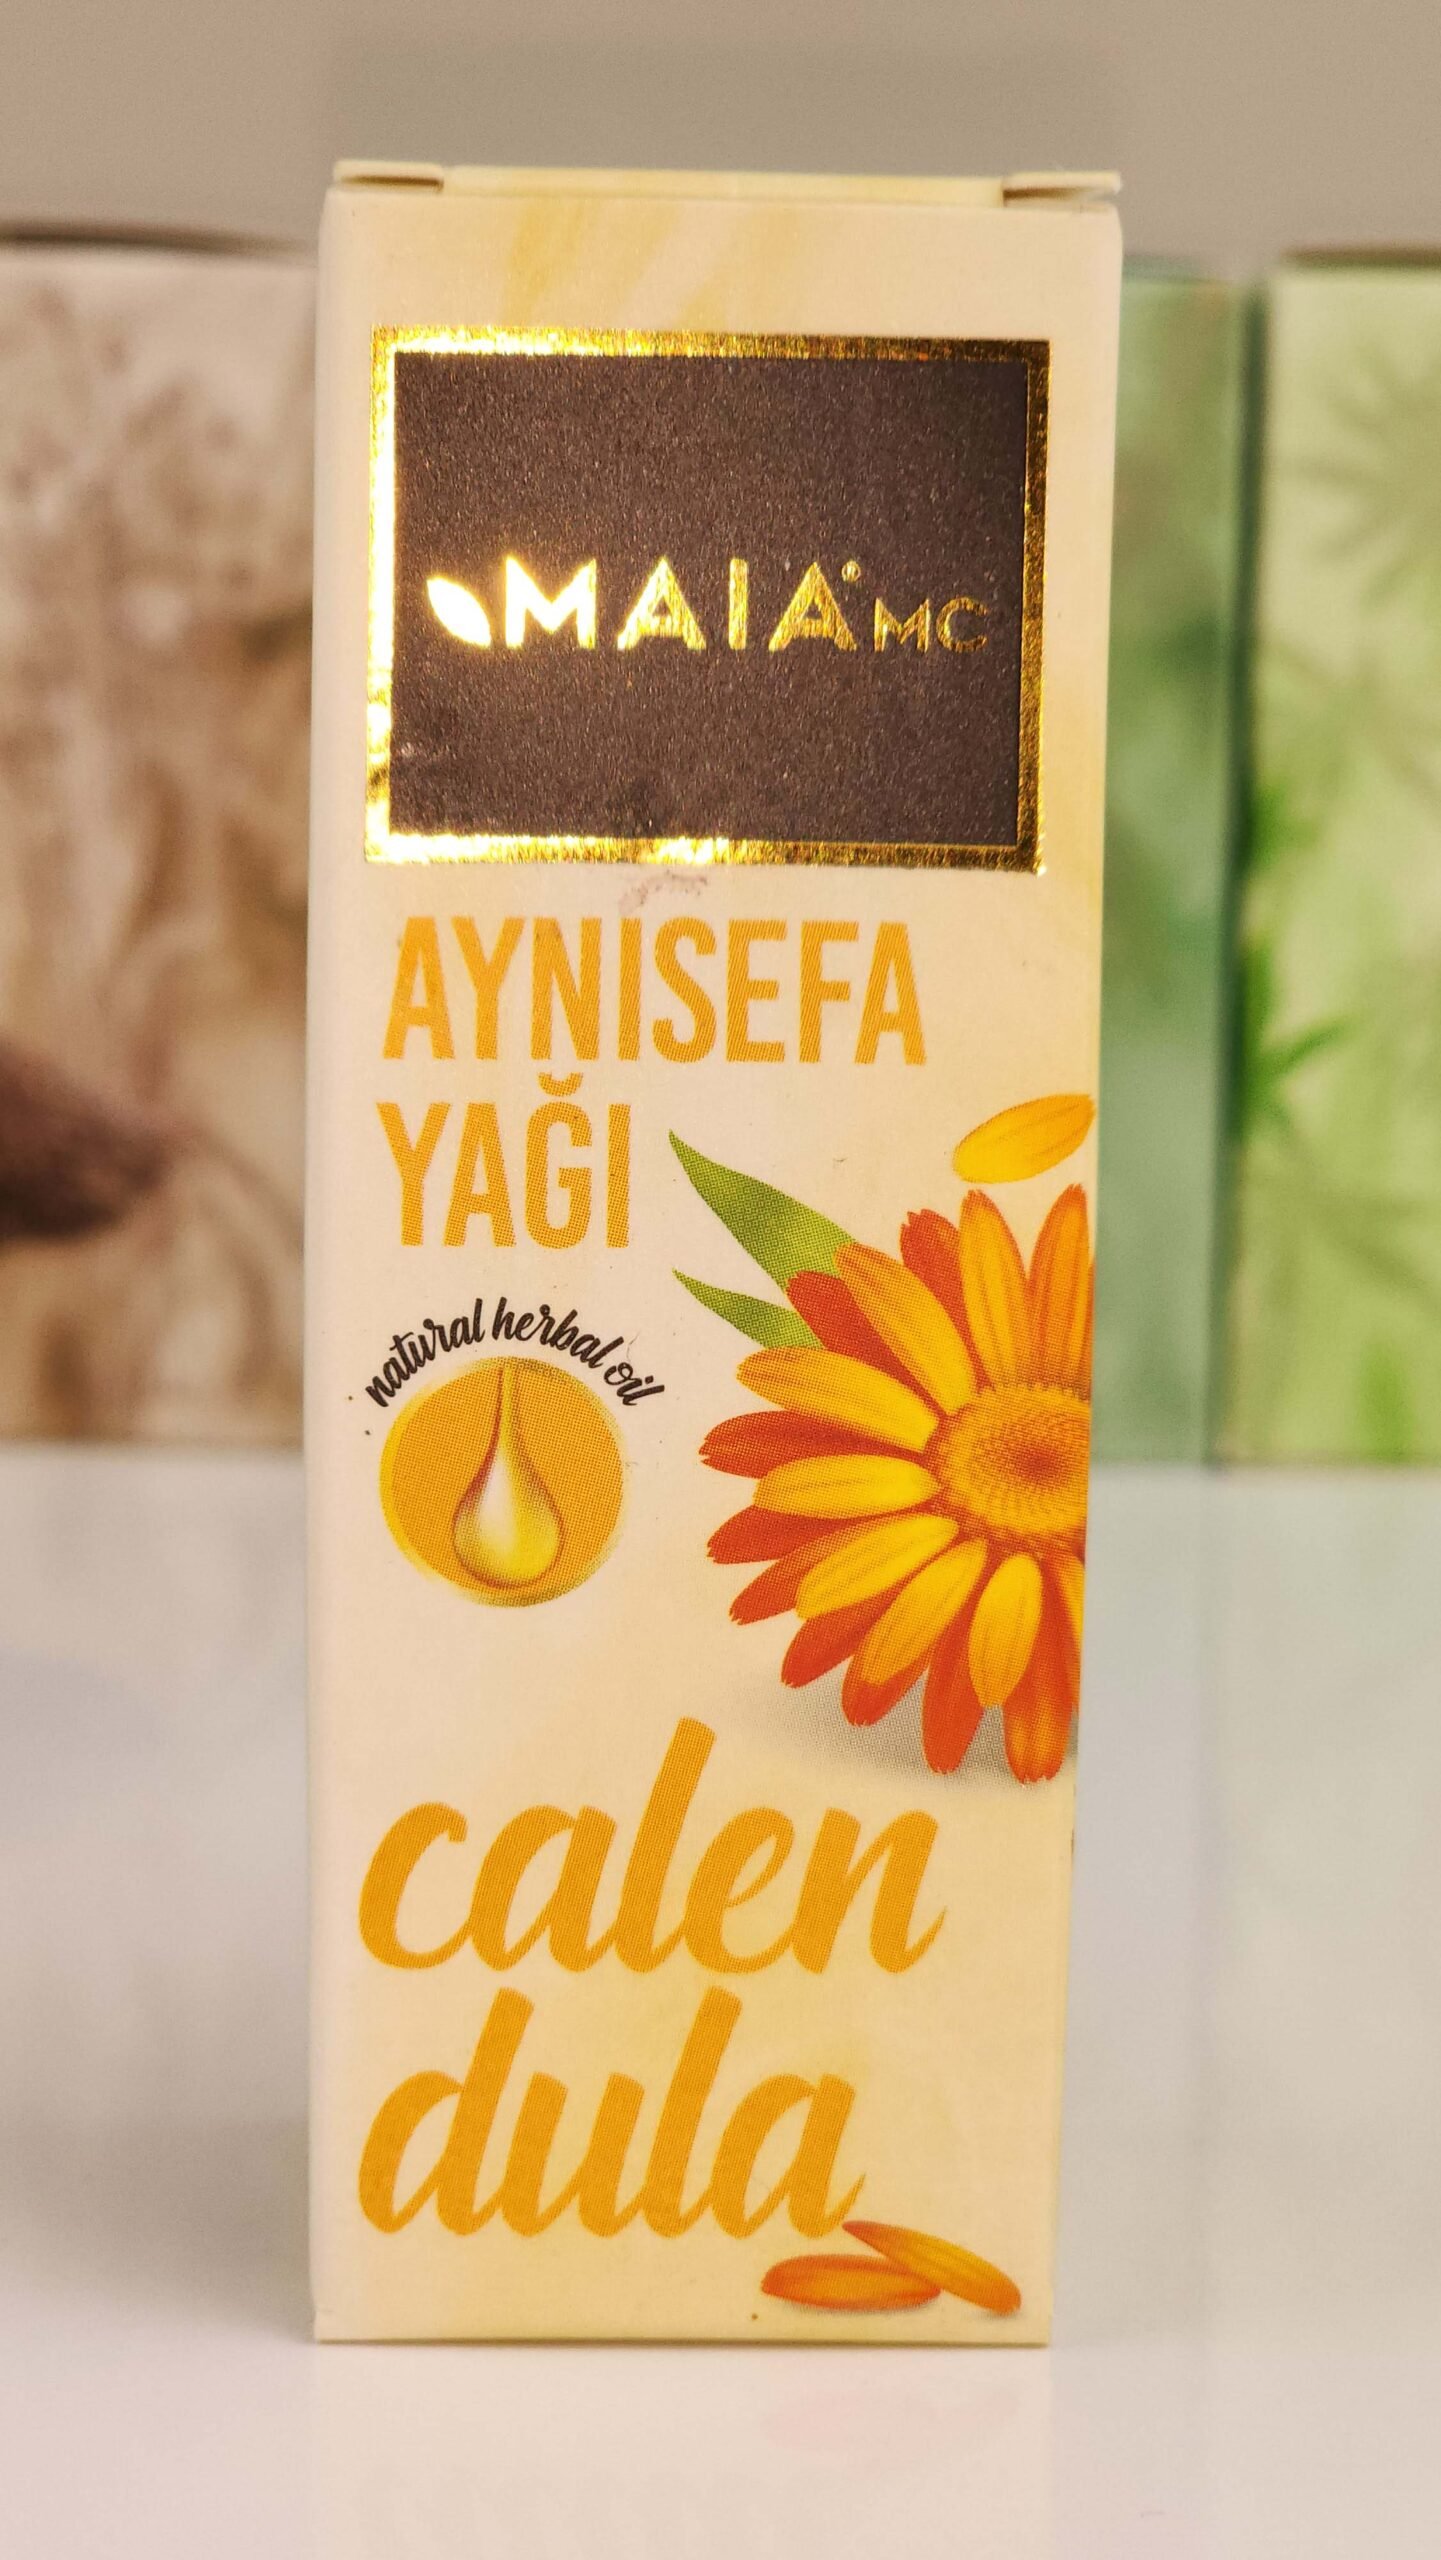 MAIA® MC
AYNISEFA
YAĞI
natural herbal oil
calen
dula